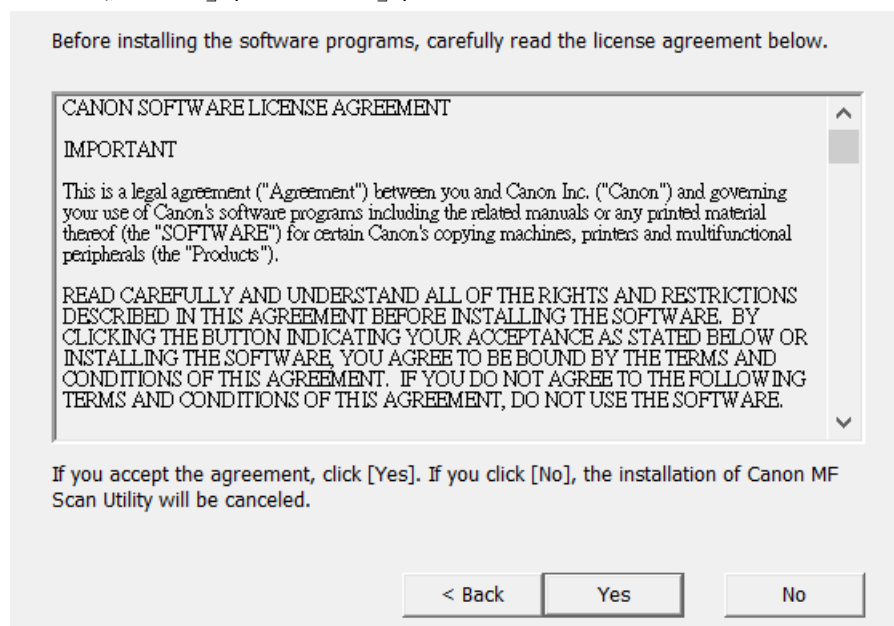 Before installing the software programs, carefully read the license agreement below.
CANON SOFTWARE LICENSE AGREEMENT
IMPORTANT
This is a legal agreement ("Agreement") between you and Canon Inc. ("Canon") and governing
your use of Canon's software programs including the related manuals or any printed material
thereof (the "SOFTWARE") for certain Canon's copying machines, printers and multifunctional
peripherals (the "Products").
READ CAREFULLY AND UNDERSTAND ALL OF THE RIGHTS AND RESTRICTIONS
DESCRIBED IN THIS AGREEMENT BEFORE INSTALLING THE SOFTWARE. BY
CLICKING THE BUTTON INDICATING YOUR ACCEPTANCE AS STATED BELOW OR
INSTALLING THE SOFTWARE, YOU AGREE TO BE BOUND BY THE TERMS AND
CONDITIONS OF THIS AGREEMENT. IF YOU DO NOT AGREE TO THE FOLLOWING
TERMS AND CONDITIONS OF THIS AGREEMENT, DO NOT USE THE SOFTWARE.
If you accept the agreement, click [Yes]. If you click [No], the installation of Canon MF
Scan Utility will be canceled.
< Back Yes No